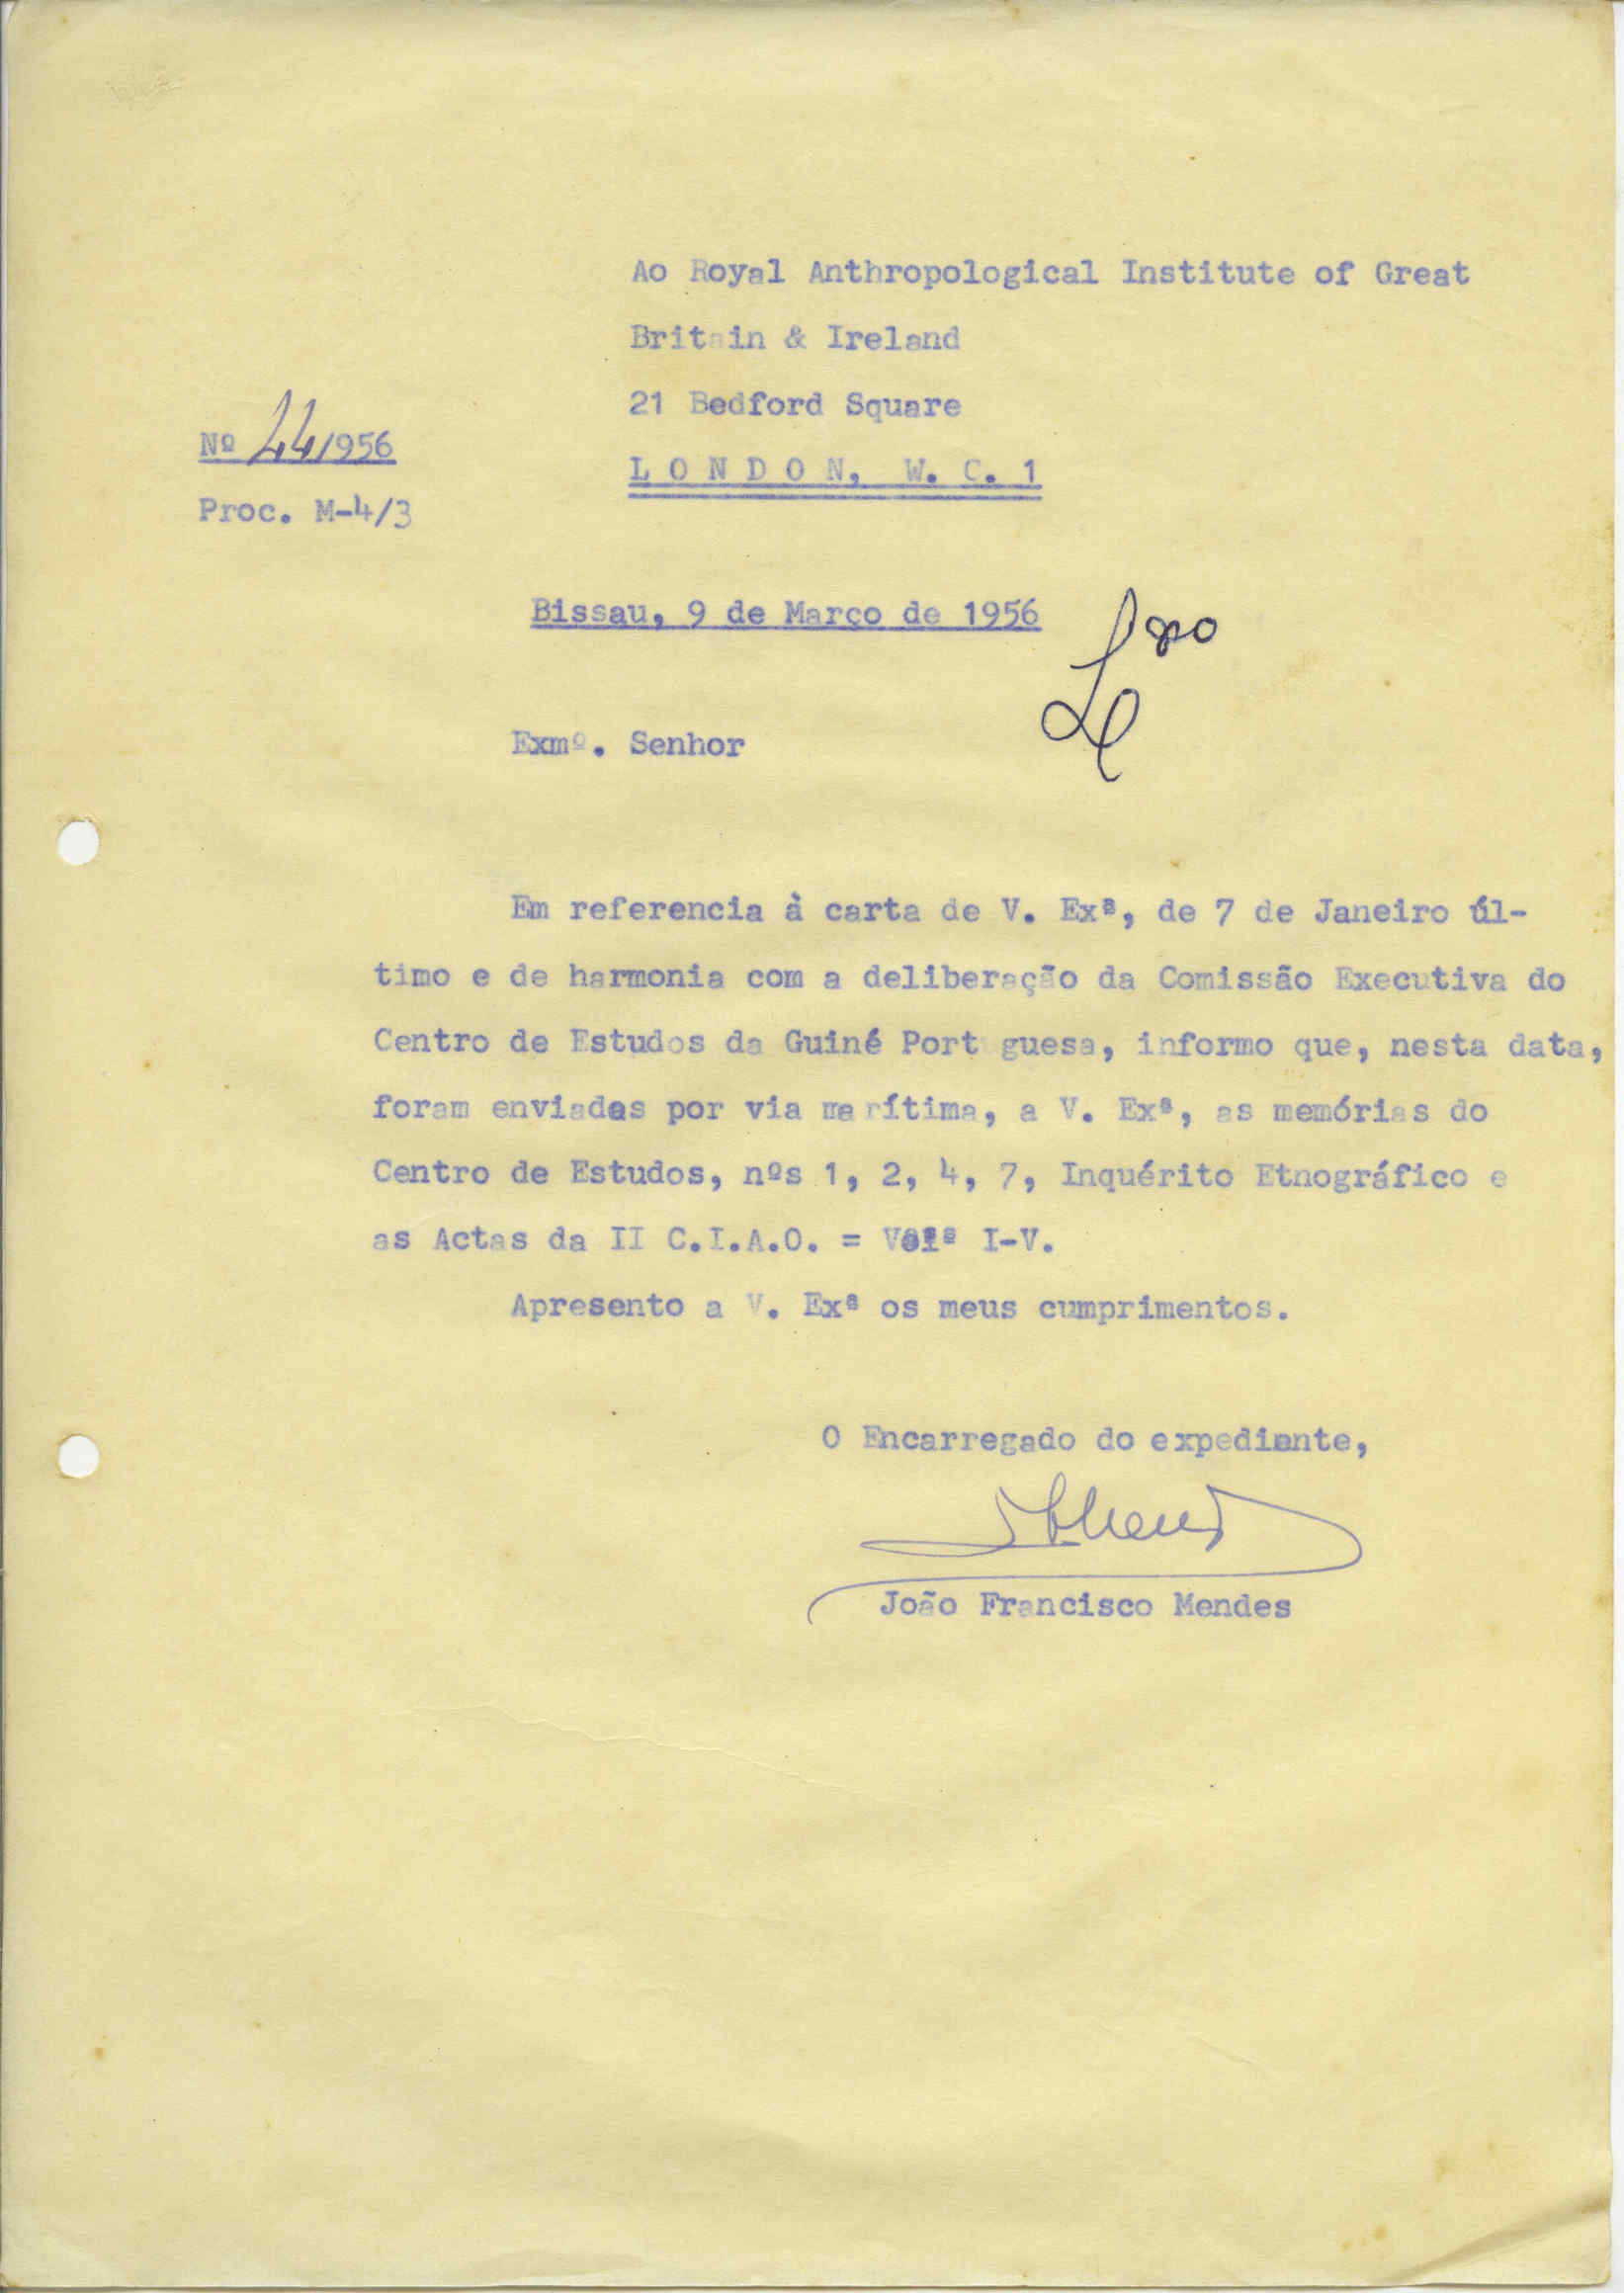 Ao Royal Anthropological Institute of Great
Britain & Ireland
21 Bedford Square
Nº 44/956
L O N D O N, W. C. 1
Proc. M-4/3
Bissau, 9 de Março de 1956
Exmº. Senhor
Em referencia à carta de V. Exª, de 7 de Janeiro úl-
timo e de harmonia com a deliberação da Comissão Executiva do
Centro de Estudos da Guiné Port guesa, informo que, nesta data,
foram enviadas por via marítima, a V. Exª, as memórias do
Centro de Estudos, nºs 1, 2, 4, 7, Inquérito Etnográfico e
as Actas da II C.I.A.O. = I-V.
Apresento a V. Exª os meus cumprimentos.
O Encarregado do expediente,
João Francisco Mendes